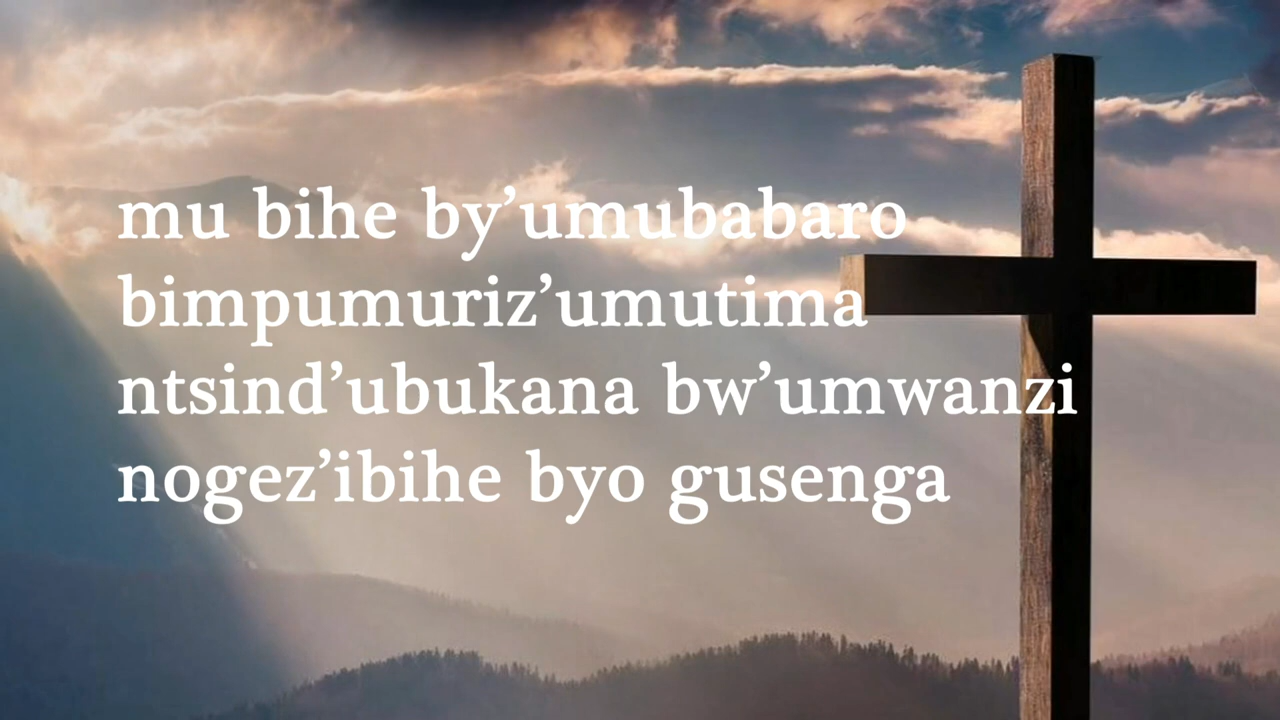 mu bihe by’umubabaro
bimpumuriz’umutima
ntsind’ubukana bw’umwanzi
nogez’ibihe byo gusenga